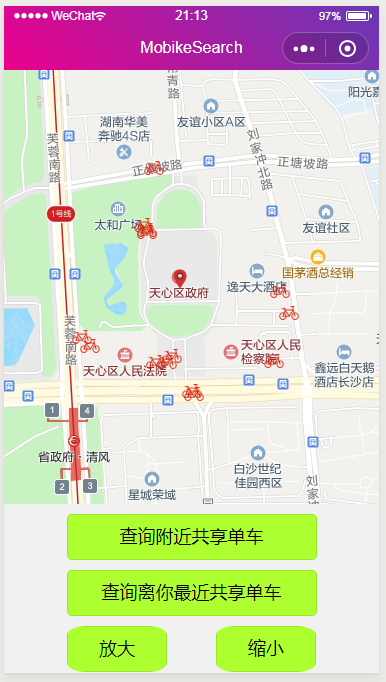 WeChat
21:13
97%
MobikeSearch
阳光嘉
湖南华美
奔驰4S店
友谊小区A区
青路
芙蓉南路
正塘坡路
刘家冲北路
1号线
太和广场
友谊社区
国茅酒总经销
逸天大酒店
天心区政府
芙蓉南路
天心区人民法院
天心区人民
检察院
鑫远白天鹅
酒店长沙店
1
4
省政府·清风
2
3
白沙世纪
佳园西区
星城荣域
刘家冲
查询附近共享单车
查询离你最近共享单车
放大
缩小